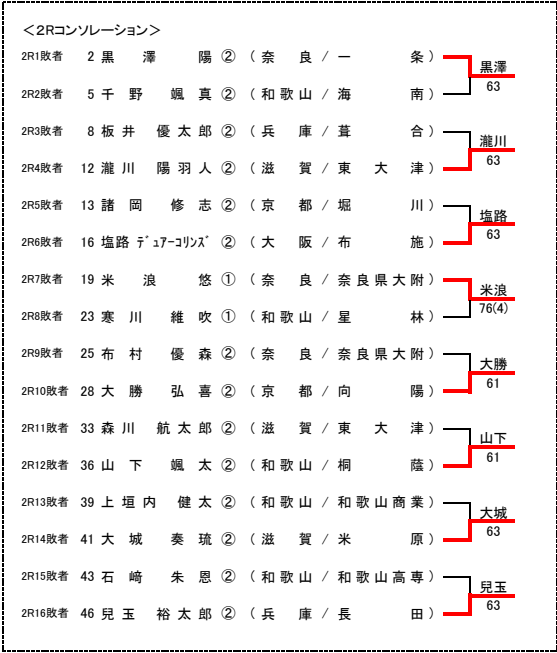 ＜2Rコンソレーション＞
2R1敗者 2 黒澤 陽 ② （奈良/一条）
黒澤
63
2R2敗者 5 千野 颯真 ② （和歌山/海南）
2R3敗者 8 板井 優太郎 ② （兵庫/葺合）
瀧川
63
2R4敗者 12 瀧川 陽羽人 ② （滋賀/東大津）
2R5敗者 13 諸岡 修志 ② （京都/堀川）
塩路
63
2R6敗者 16 塩路 ﾃﾞｭｱｰｺﾘﾝｽﾞ ② （大阪/布施）
2R7敗者 19 米浪 悠 ① （奈良/奈良県大附）
米浪
76(4)
2R8敗者 23 寒川 維吹 ① （和歌山/星林）
2R9敗者 25 布村 優森 ② （奈良/奈良県大附）
大勝
61
2R10敗者 28 大勝 弘喜 ② （京都/向陽）
2R11敗者 33 森川 航太郎 ② （滋賀/東大津）
山下
61
2R12敗者 36 山下 颯太 ② （和歌山/桐蔭）
2R13敗者 39 上垣内 健太 ② （和歌山/和歌山商業）
大城
63
2R14敗者 41 大城 奏琉 ② （滋賀/米原）
2R15敗者 43 石﨑 朱恩 ② （和歌山/和歌山高専）
兒玉
63
2R16敗者 46 兒玉 裕太郎 ② （兵庫/長田）